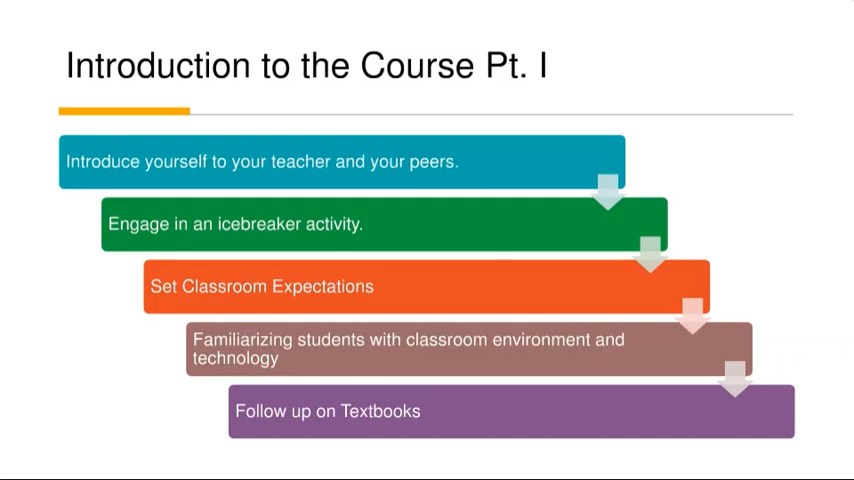 Introduction to the Course Pt. I
Introduce yourself to your teacher and your peers.
Engage in an icebreaker activity.
Set Classroom Expectations
Familiarizing students with classroom environment and
technology
Follow up on Textbooks